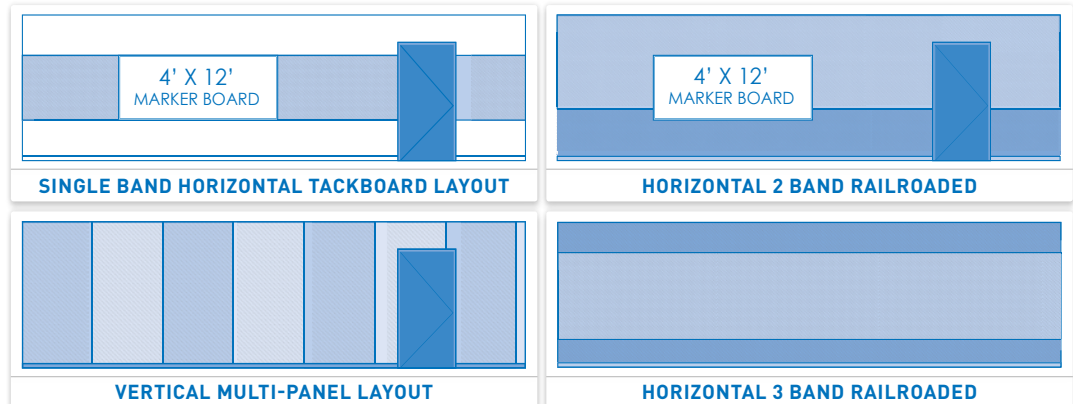 4’ X 12’
MARKER BOARD
SINGLE BAND HORIZONTAL TACKBOARD LAYOUT
4’ X 12’
MARKER BOARD
HORIZONTAL 2 BAND RAILROADED
VERTICAL MULTI-PANEL LAYOUT
HORIZONTAL 3 BAND RAILROADED